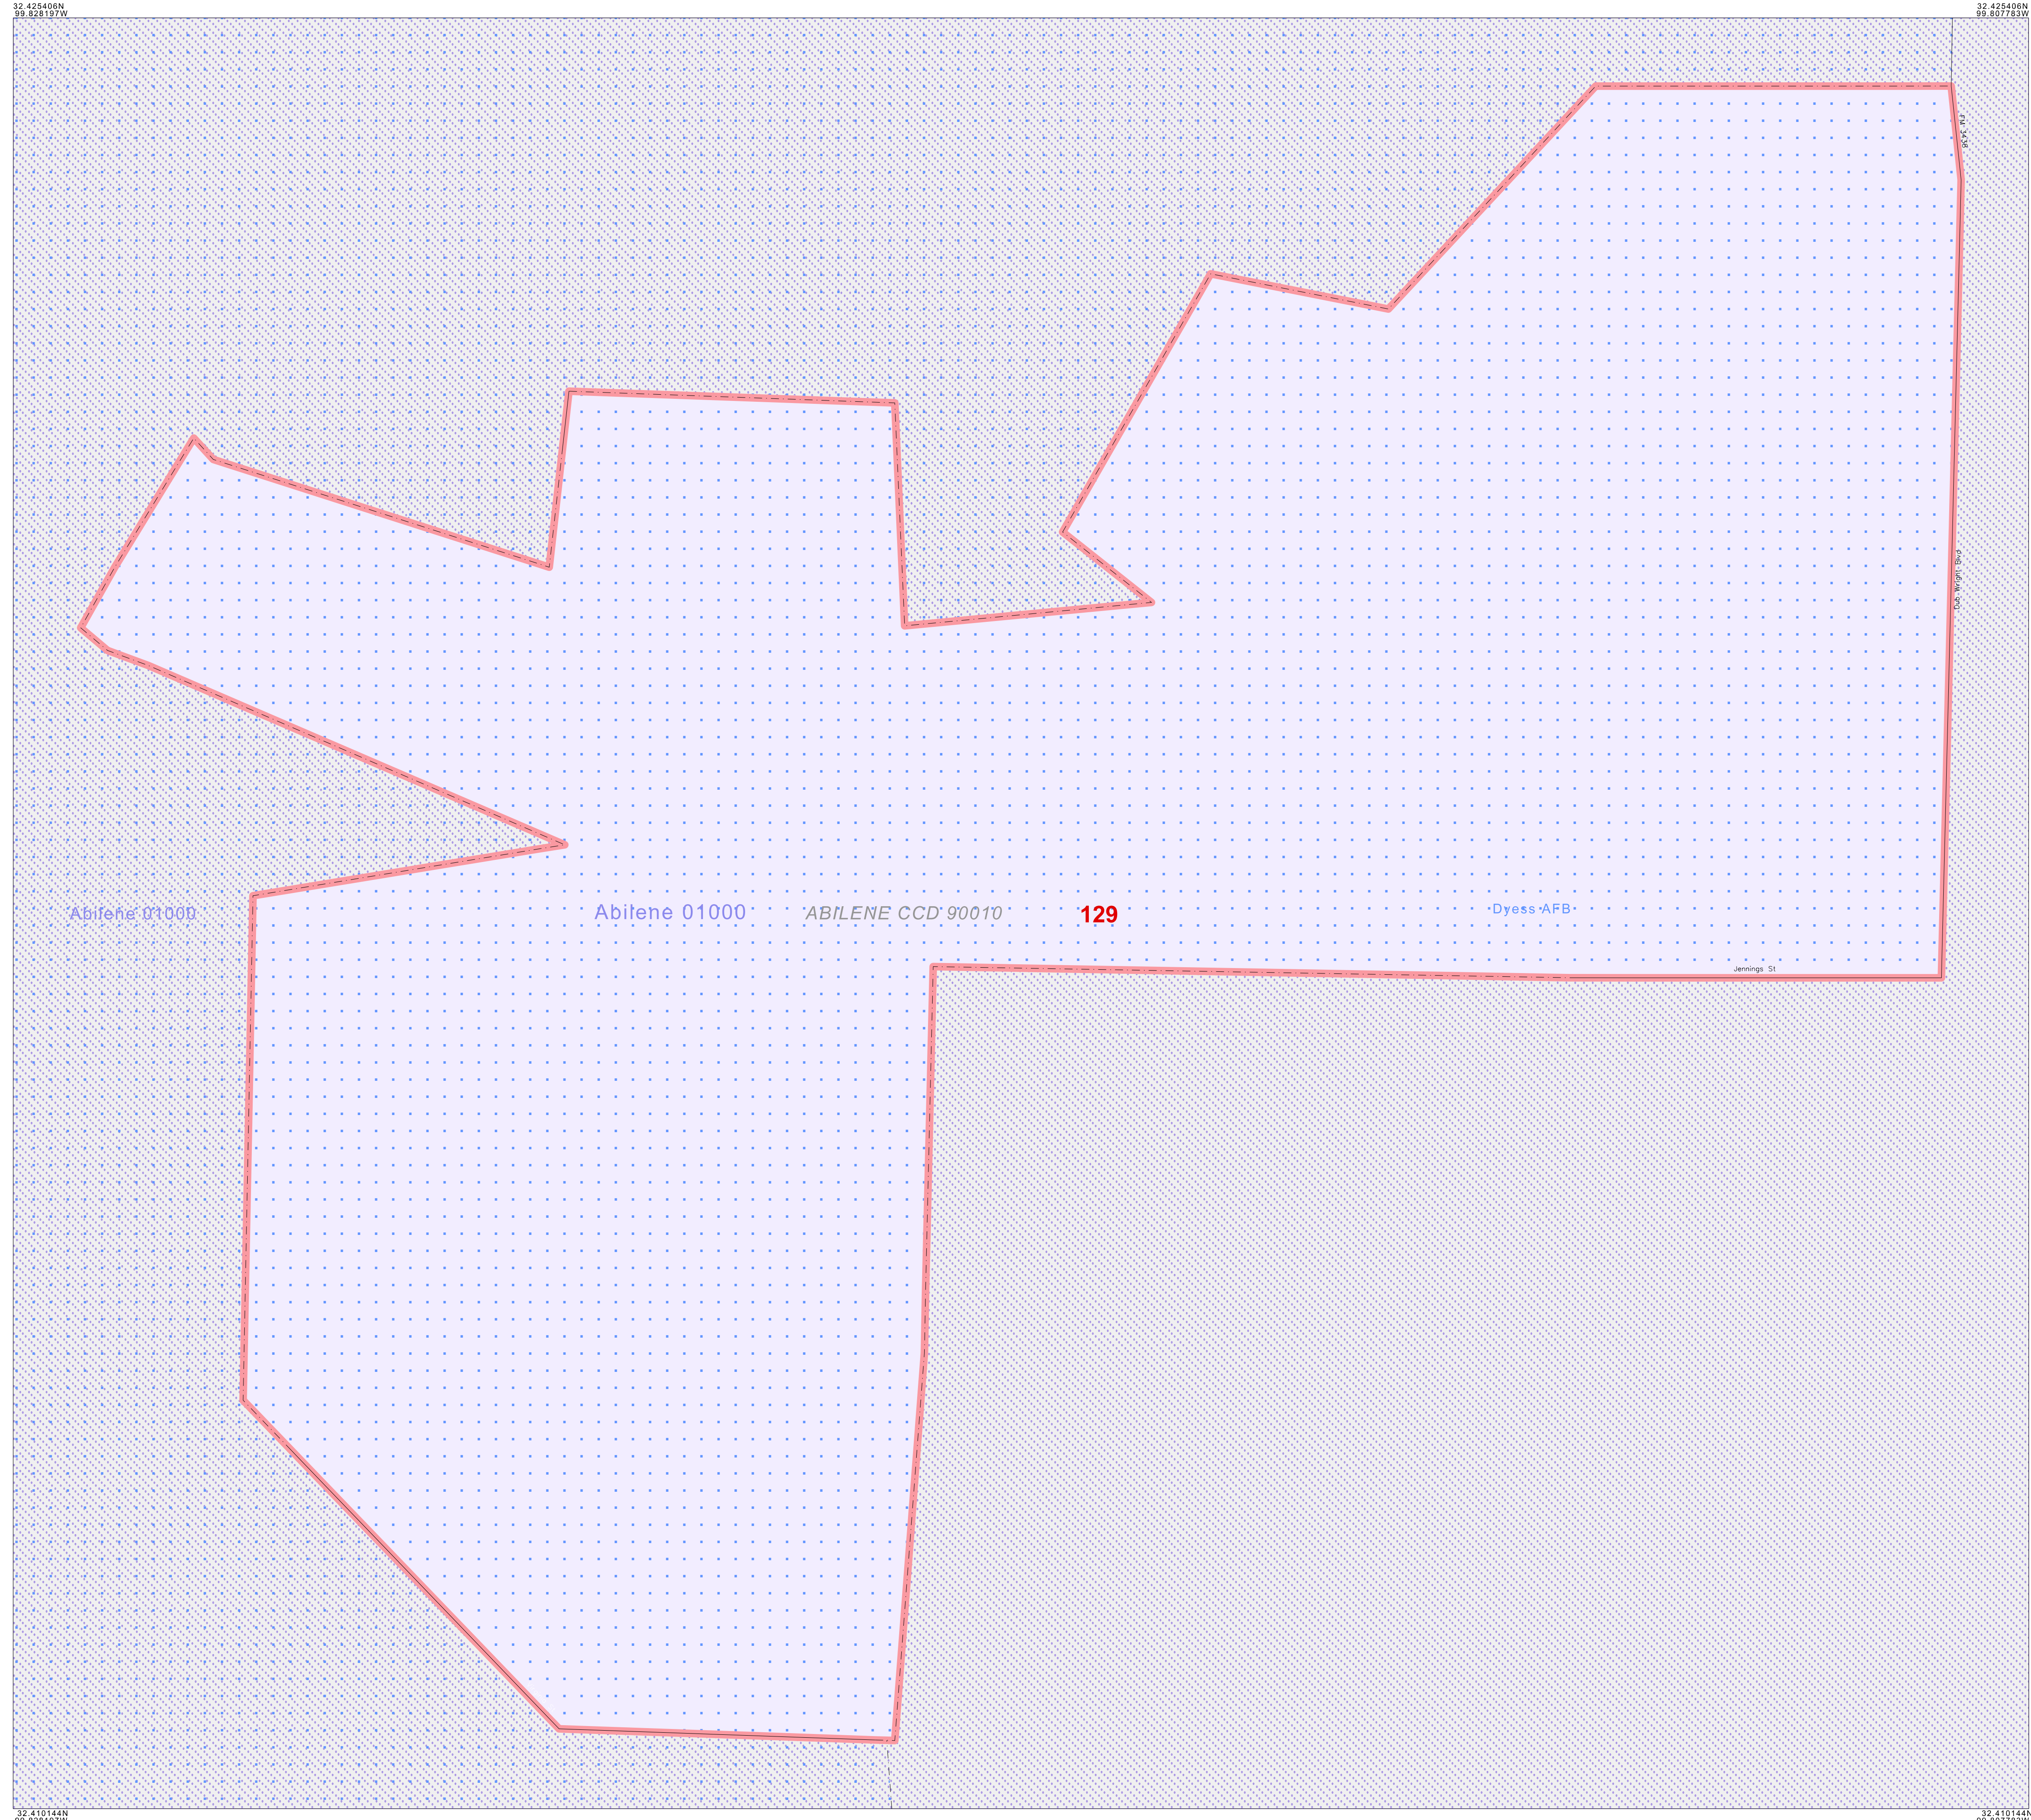 32.425406N
99.828197W
32.425406N
99.807783W
FM 3438
Dub Wright Blvd
Abilene 01000
Abilene 01000
ABILENE CCD 90010
129
Dyess AFB
Jennings St
32.410144N
32.410144N